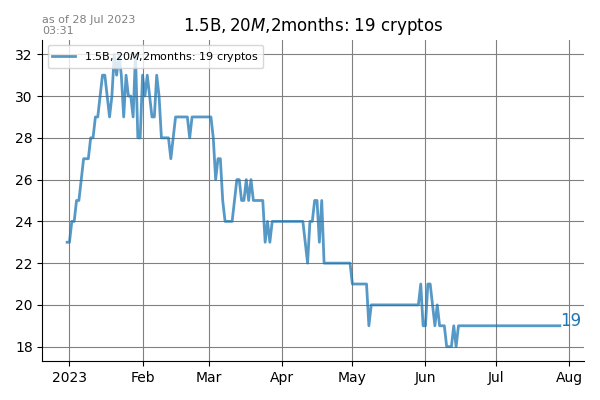 as of 28 Jul 2023
03:31
1.5B, 20M,2months: 19 cryptos
1.5B, 20M,2months: 19 cryptos
32
30
28
26
24
22
20
18
19
2023 Feb Mar Apr May Jun Jul Aug